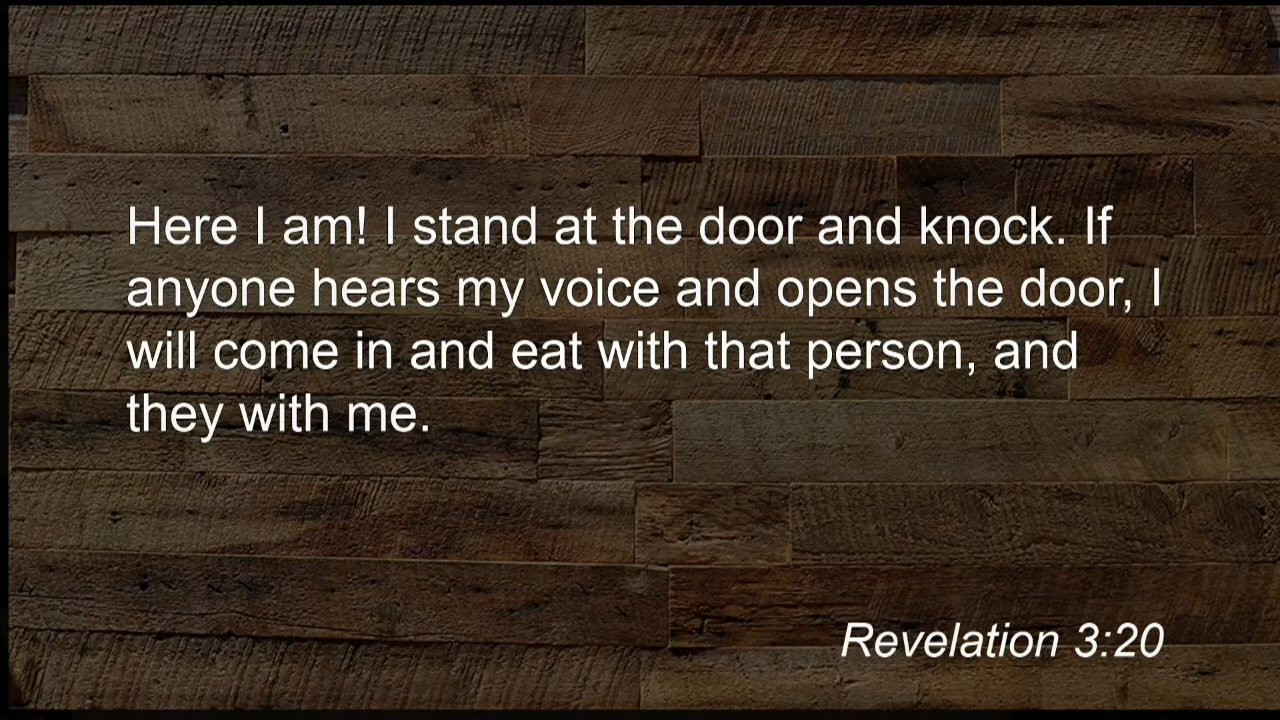 Here I am! I stand at the door and knock. If
anyone hears my voice and opens the door, I
will come in and eat with that person, and
they with me.
Revelation 3:20